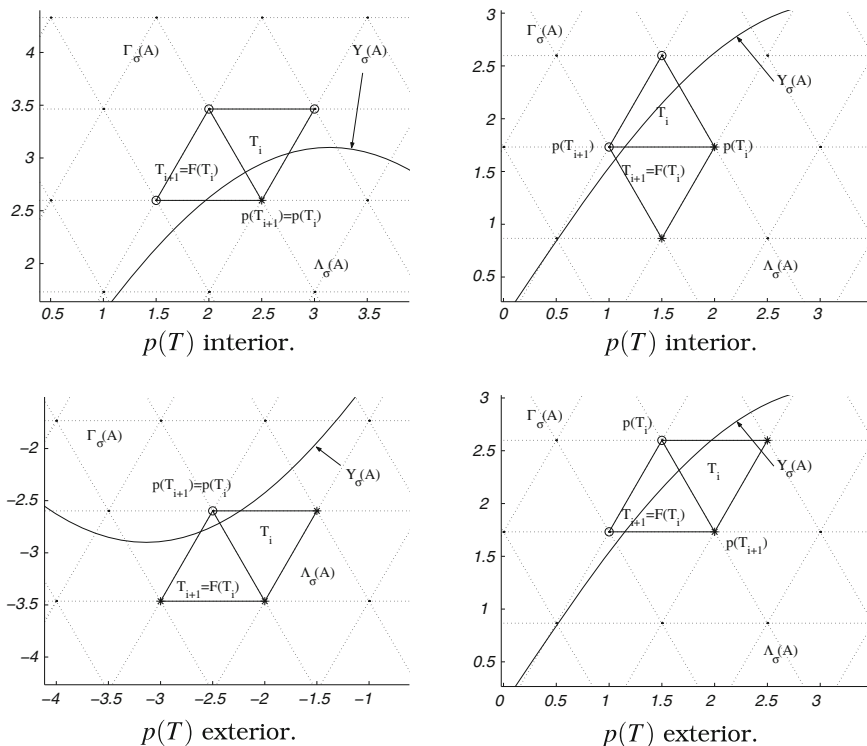 4
3.5
3
2.5
2
0.5 1 1.5 2 2.5 3 3.5
Γσ(A)
Υσ(A)
Ti
Ti+1=F(Ti)
p(Ti+1)=p(Ti)
Λσ(A)
p(T) interior.
3
2.5
2
1.5
1
0.5
0 0.5 1 1.5 2 2.5 3
Γσ(A)
Υσ(A)
Ti
p(Ti+1)
p(Ti)
Ti+1=F(Ti)
Λσ(A)
p(T) interior.
−2
−2.5
−3
−3.5
−4
−4 −3.5 −3 −2.5 −2 −1.5 −1
Γσ(A)
Υσ(A)
p(Ti+1)=p(Ti)
Ti
Ti+1=F(Ti)
Λσ(A)
p(T) exterior.
3
2.5
2
1.5
1
0.5
0 0.5 1 1.5 2 2.5 3
Γσ(A)
p(Ti)
Υσ(A)
Ti
Ti+1=F(Ti)
p(Ti+1)
Λσ(A)
p(T) exterior.